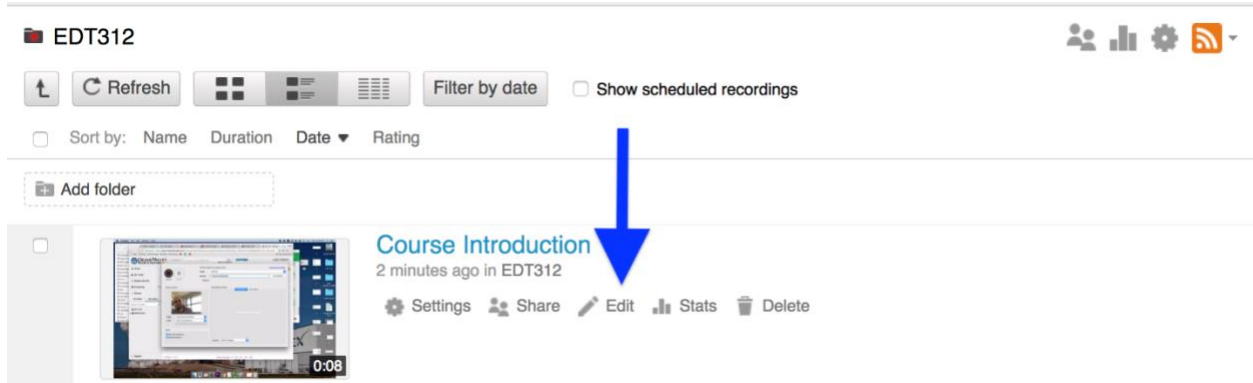 EDT312
Refresh Filter by date Show scheduled recordings
Sort by: Name Duration Date Rating
Add folder
Course Introduction
2 minutes ago in EDT312
Settings Share Edit Stats Delete
0:08